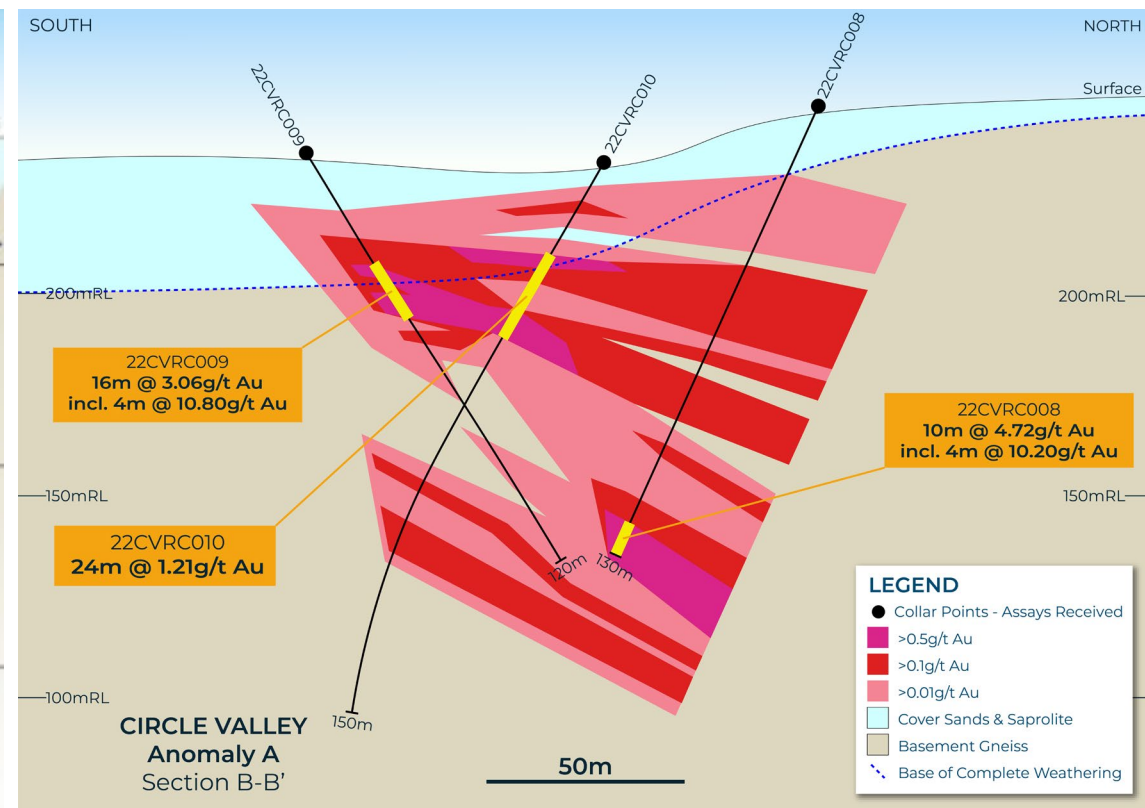 SOUTH
NORTH
Surface
22CVRC009
22CVRC010
22CVRC008
200mRL
200mRL
22CVRC009
16m @ 3.06g/t Au
incl. 4m @ 10.80g/t Au
22CVRC008
10m @ 4.72g/t Au
incl. 4m @ 10.20g/t Au
150mRL
150mRL
22CVRC010
24m @ 1.21g/t Au
120m
130m
100mRL
150m
CIRCLE VALLEY
Anomaly A
Section B-B’
50m
LEGEND
Collar Points - Assays Received
>0.5g/t Au
>0.1g/t Au
>0.01g/t Au
Cover Sands & Saprolite
Basement Gneiss
Base of Complete Weathering